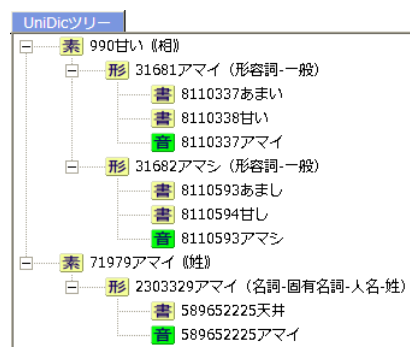 UniDicツリー
素 990甘い《相》
形 31681アマイ（形容詞-一般）
書 8110337あまい
書 8110338甘い
音 8110337アマイ
形 31682アマシ（形容詞-一般）
書 8110593あまし
書 8110594甘し
音 8110593アマシ
素 71979アマイ《姓》
形 2303329アマイ（名詞-固有名詞-人名-姓）
書 589652225天井
音 589652225アマイ